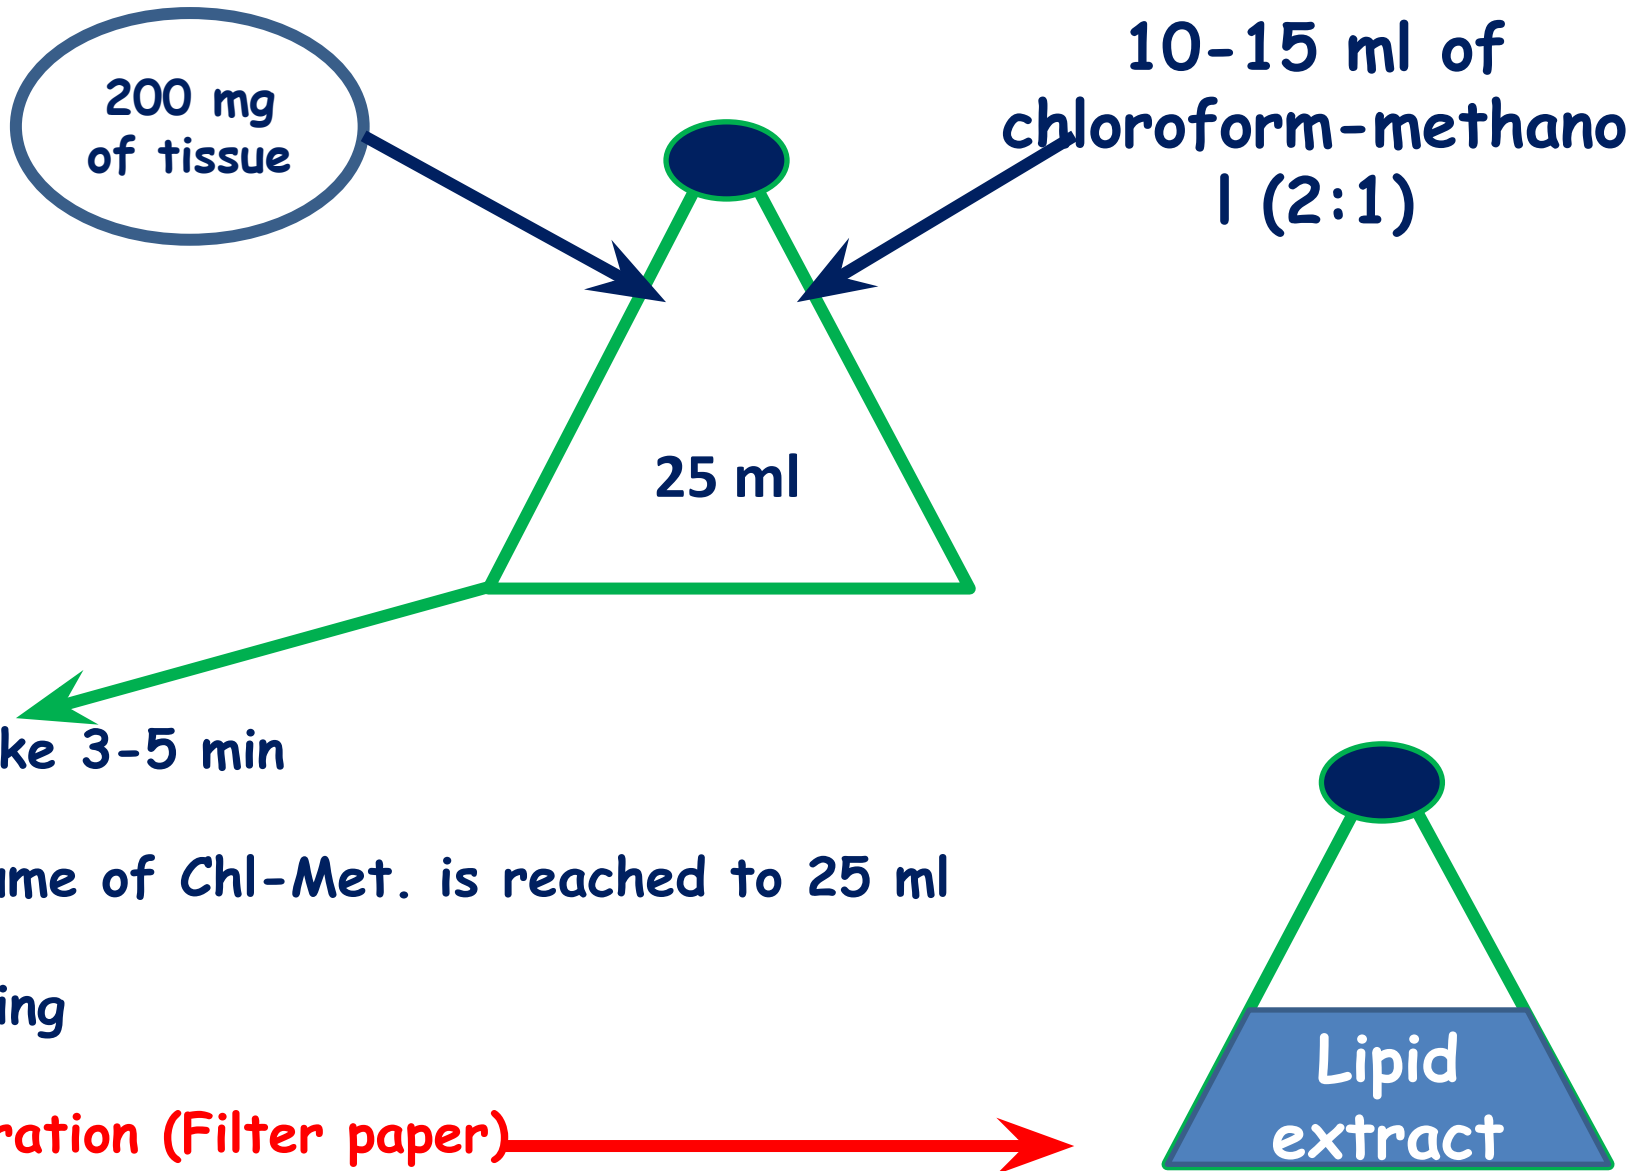 200 mg
of tissue
10-15 ml of
chloroform-methano
l (2:1)
25 ml
ke 3-5 min
ume of Chl-Met. is reached to 25 ml
ing
ration (Filter paper)
Lipid
extract